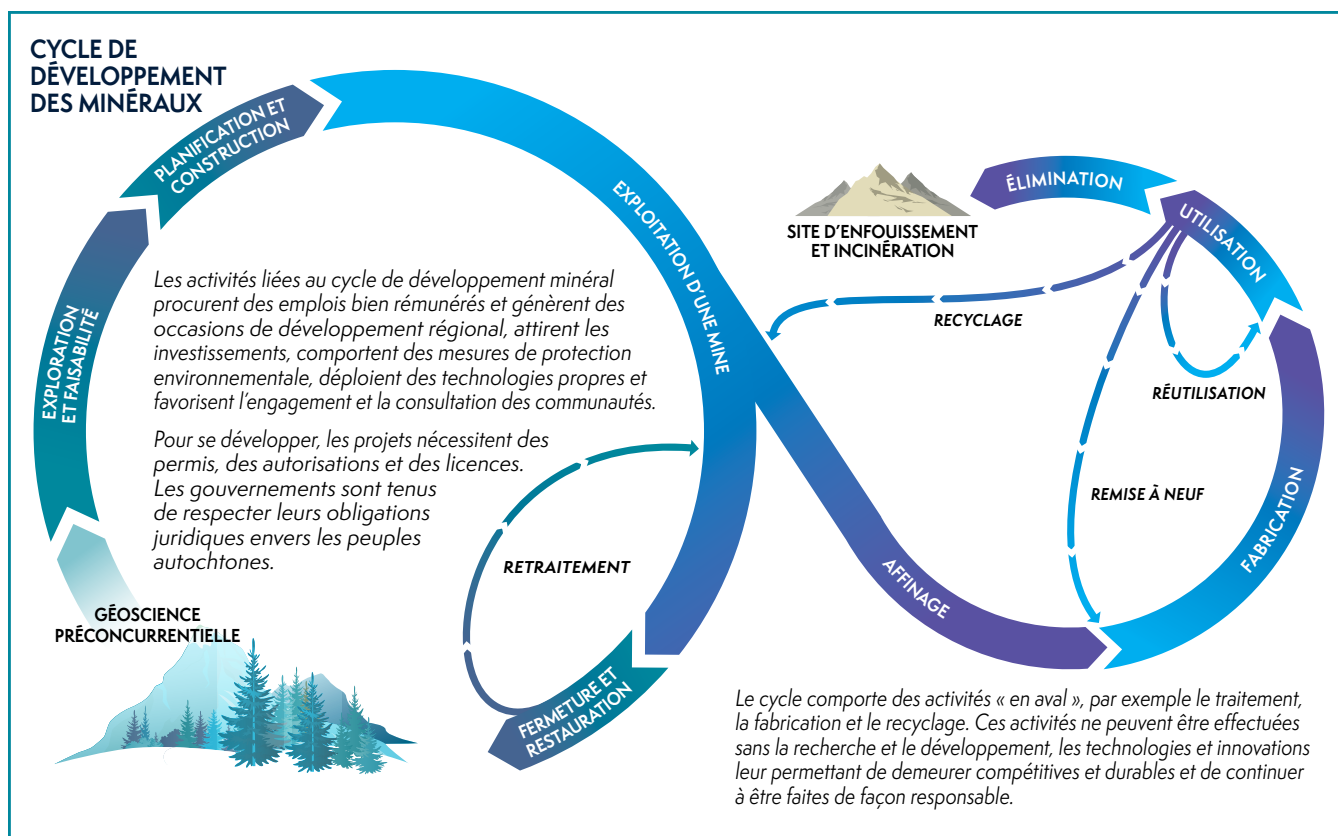 CYCLE DE
DÉVELOPPEMENT
DES MINÉRAUX
PLANIFICATION ET
CONSTRUCTION
EXPLORATION
ET FAISABILITÉ
GÉOSCIENCE
PRÉCONCURRENTIELLE
Les activités liées au cycle de développement minéral
procurent des emplois bien rémunérés et génèrent des
occasions de développement régional, attirent les
investissements, comportent des mesures de protection
environnementale, déploient des technologies propres et
favorisent l'engagement et la consultation des communautés.
Pour se développer, les projets nécessitent des
permis, des autorisations et des licences.
Les gouvernements sont tenus
de respecter leurs obligations
juridiques envers les peuples
autochtones.
EXPLOITATION D'UNE MINE
RETRAITEMENT
FERMETURE ET
RESTAURATION
AFFINAGE
FABRICATION
UTILISATION
ÉLIMINATION
SITE D'ENFOUISSEMENT
ET INCINÉRATION
RECYCLAGE
RÉUTILISATION
REMISE À NEUF
Le cycle comporte des activités « en aval », par exemple le traitement,
la fabrication et le recyclage. Ces activités ne peuvent être effectuées
sans la recherche et le développement, les technologies et innovations
leur permettant de demeurer compétitives et durables et de continuer
à être faites de façon responsable.